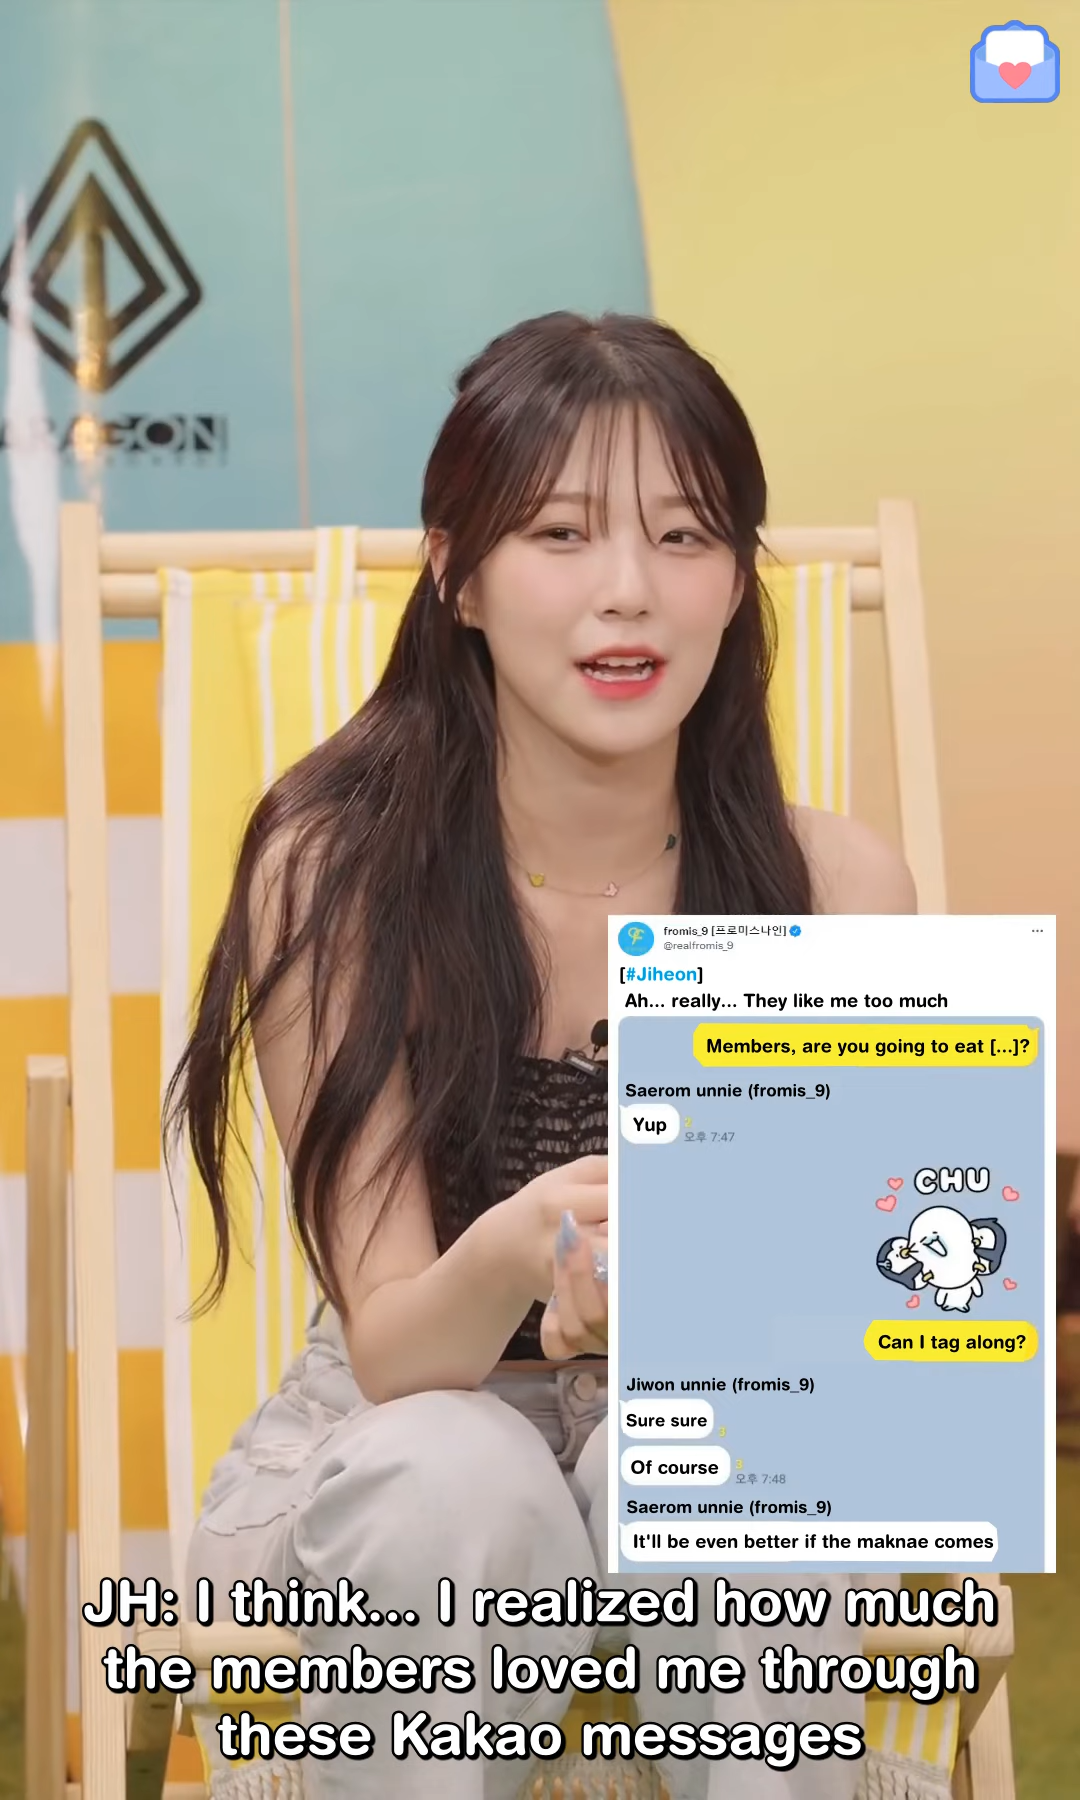 fromis_9 [프로미스나인]
@realfromis_9
[#Jiheon]
Ah... really... They like me too much
Members, are you going to eat [...]?
Saerom unnie (fromis_9)
Yup
2
오후 7:47
CHU
Can I tag along?
Jiwon unnie (fromis_9)
Sure sure
3
Of course
3
오후 7:48
Saerom unnie (fromis_9)
It'll be even better if the maknae comes
JH: I think... I realized how much
the members loved me through
these Kakao messages